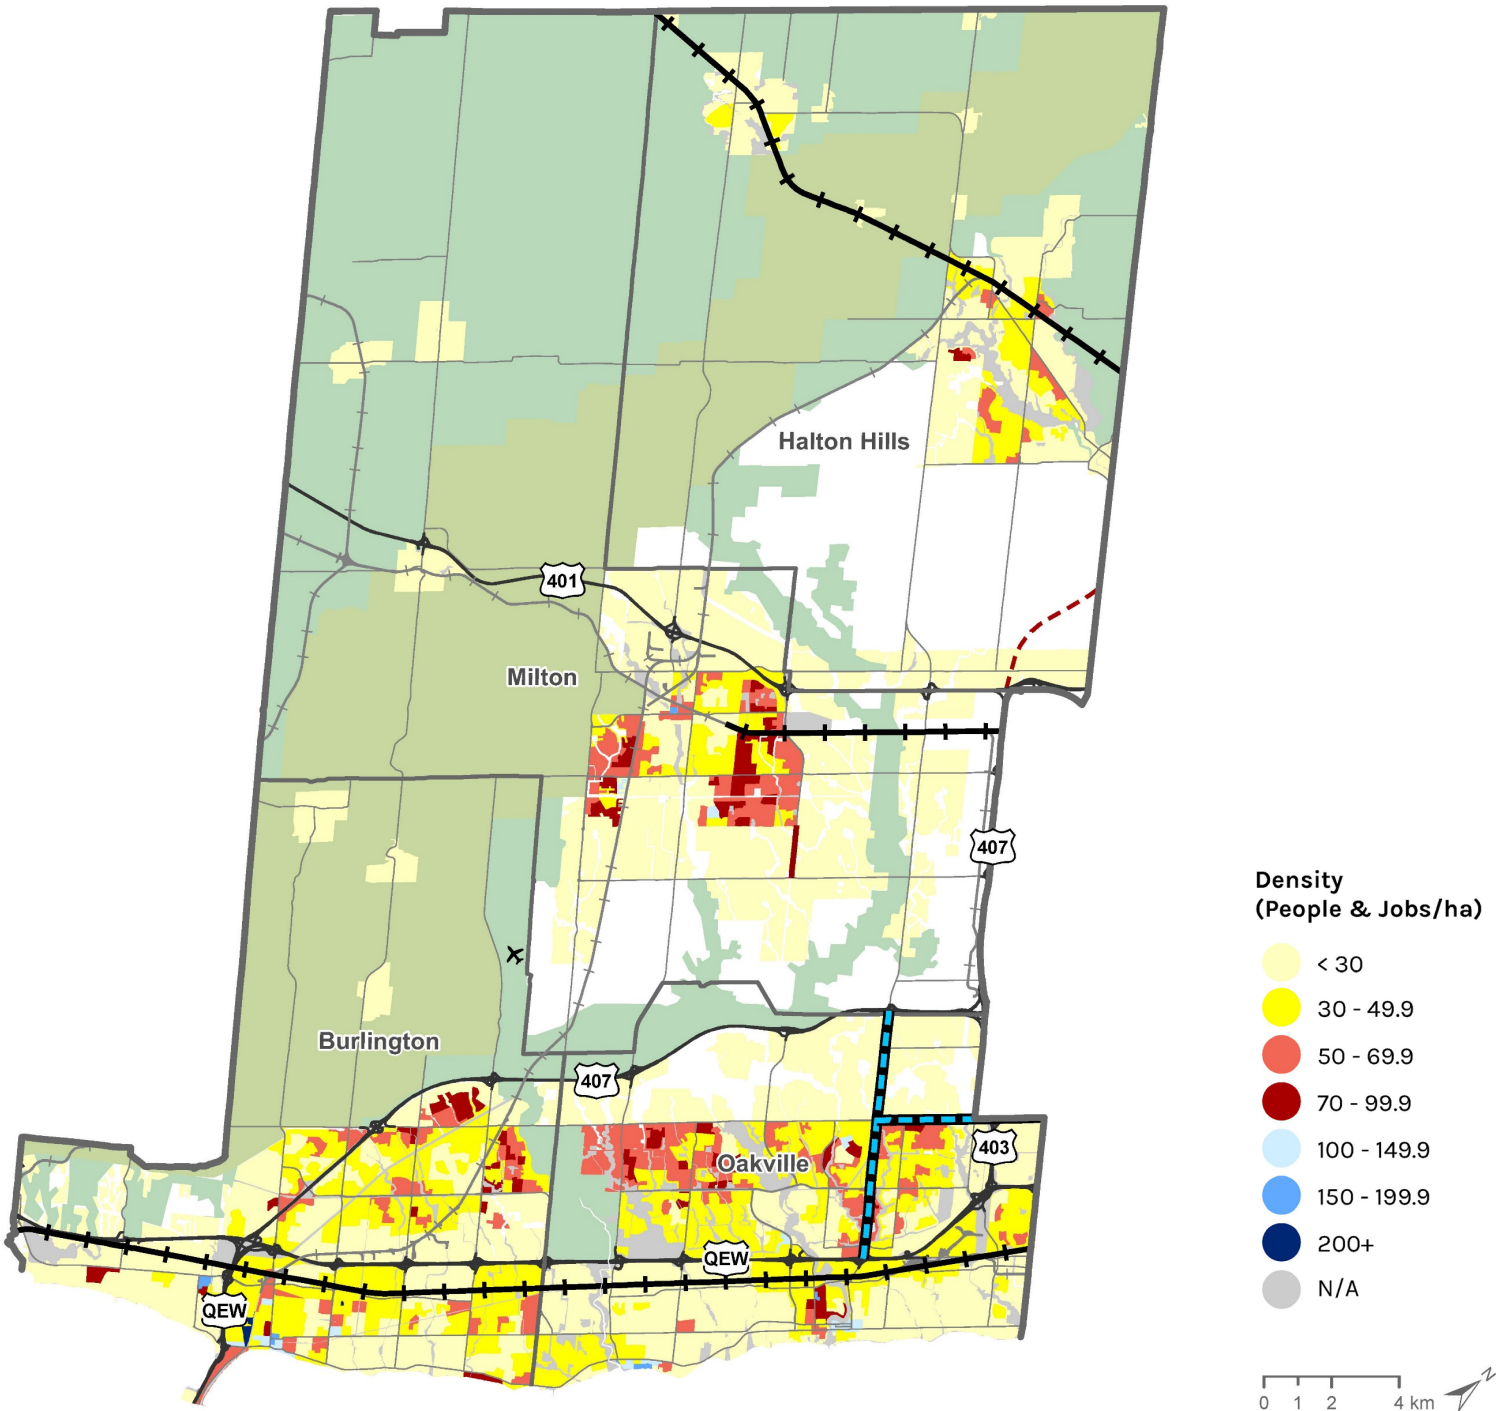 Halton Hills
401
Milton
407
Density
(People & Jobs/ha)
< 30
30 - 49.9
50 - 69.9
70 - 99.9
100 - 149.9
150 - 199.9
200+
N/A
Burlington
407
403
Oakville
QEW
QEW
N
0 1 2 4 km